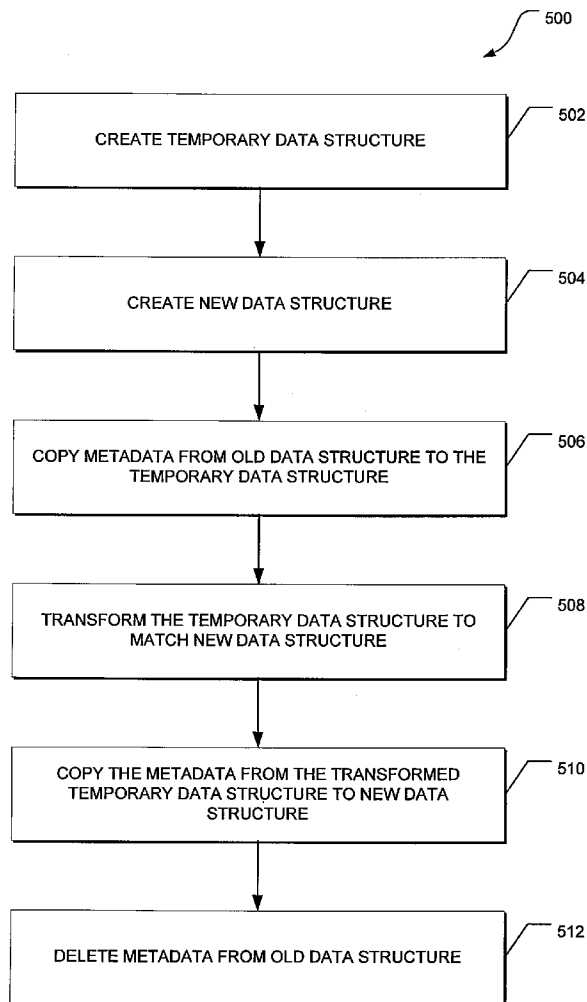 500
CREATE TEMPORARY DATA STRUCTURE
502
CREATE NEW DATA STRUCTURE
504
COPY METADATA FROM OLD DATA STRUCTURE TO THE
TEMPORARY DATA STRUCTURE
506
TRANSFORM THE TEMPORARY DATA STRUCTURE TO
MATCH NEW DATA STRUCTURE
508
COPY THE METADATA FROM THE TRANSFORMED
TEMPORARY DATA STRUCTURE TO NEW DATA
STRUCTURE
510
DELETE METADATA FROM OLD DATA STRUCTURE
512